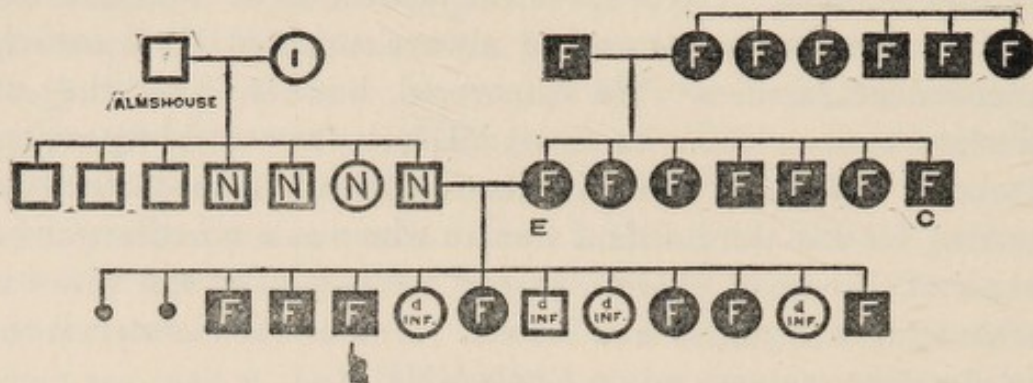 I F F F F F F F
ALMSHOUSE
N N N N F F F F F F F
E C
F F F d INF. F d INF. d INF. F F d INF. F